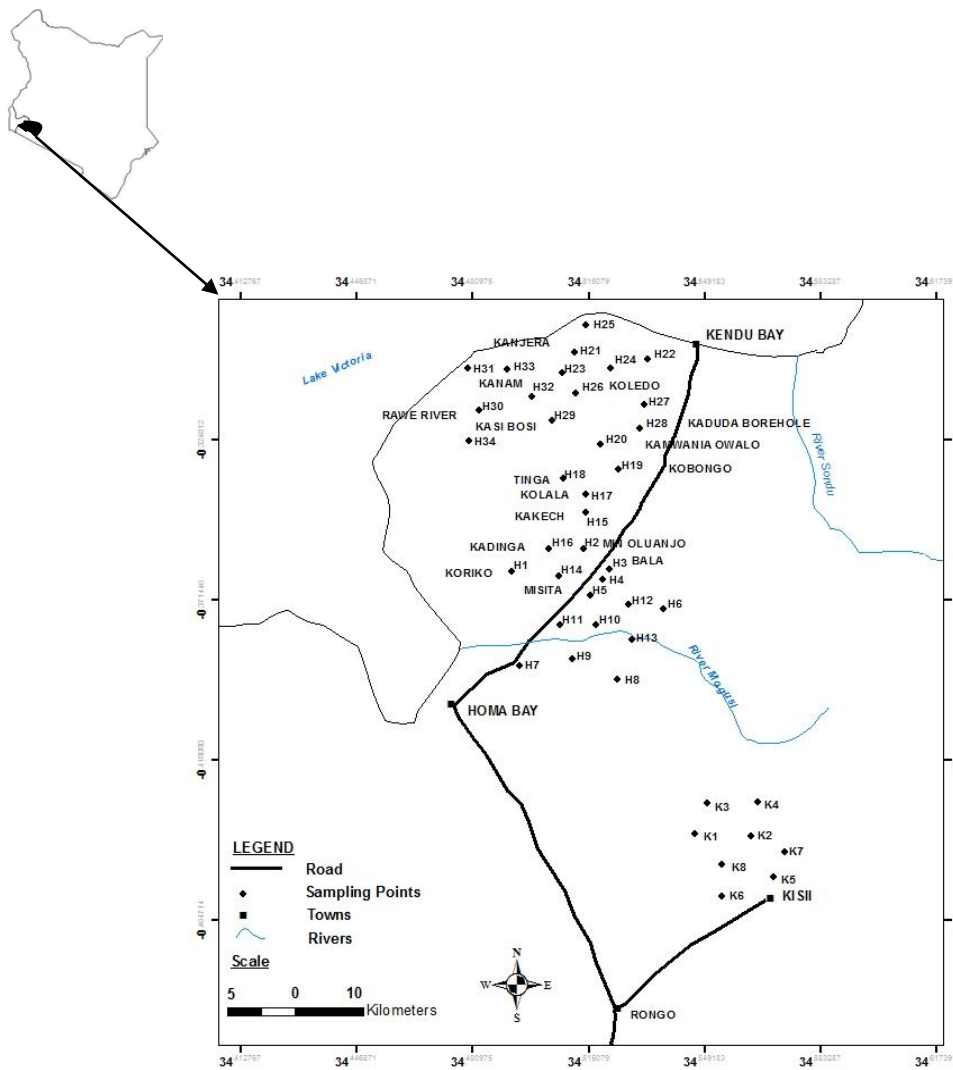 34.412767 34.446871 34.480975 34.515079 34.549183 34.583287
H25
KENDU BAY
KANJERA
H21
H24 H22
H31 H33 H23
Lake Victoria
KANAM H32 H26 KOLEDO
RAWE RIVER H30
H27
KASI BOSI H29
H28 KADUDA BOREHOLE
H34
H20 KAMWANIA OWALO
H19 KOBONGO
River Sondu
TINGA H18
KOLALA H17
KAKECH
H15
KADINGA H16 H2 MIN OLUANJO
KORIKO H1
H3 BALA
H14 H4
MISITA H5
H12 H6
H11 H10
H13
River Mogusi
H7 H9
H8
HOMA BAY
K3 K4
K1 K2
K7
K8
K5
K6 KISII
LEGEND
Road
Sampling Points
Towns
Rivers
Scale
5 0 10
Kilometers
N
W E
S
RONGO
34.412767 34.446871 34.480975 34.515079 34.549183 34.583287